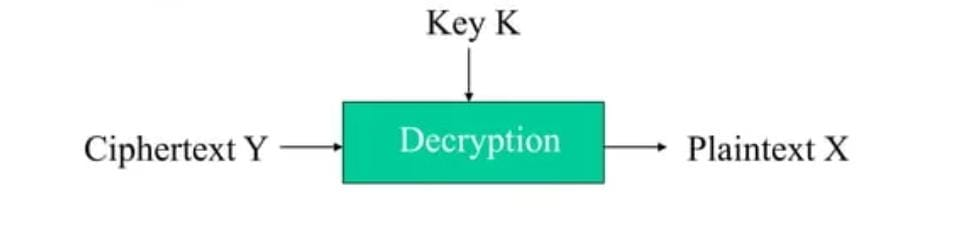 Key K
Ciphertext Y
Decryption
Plaintext X